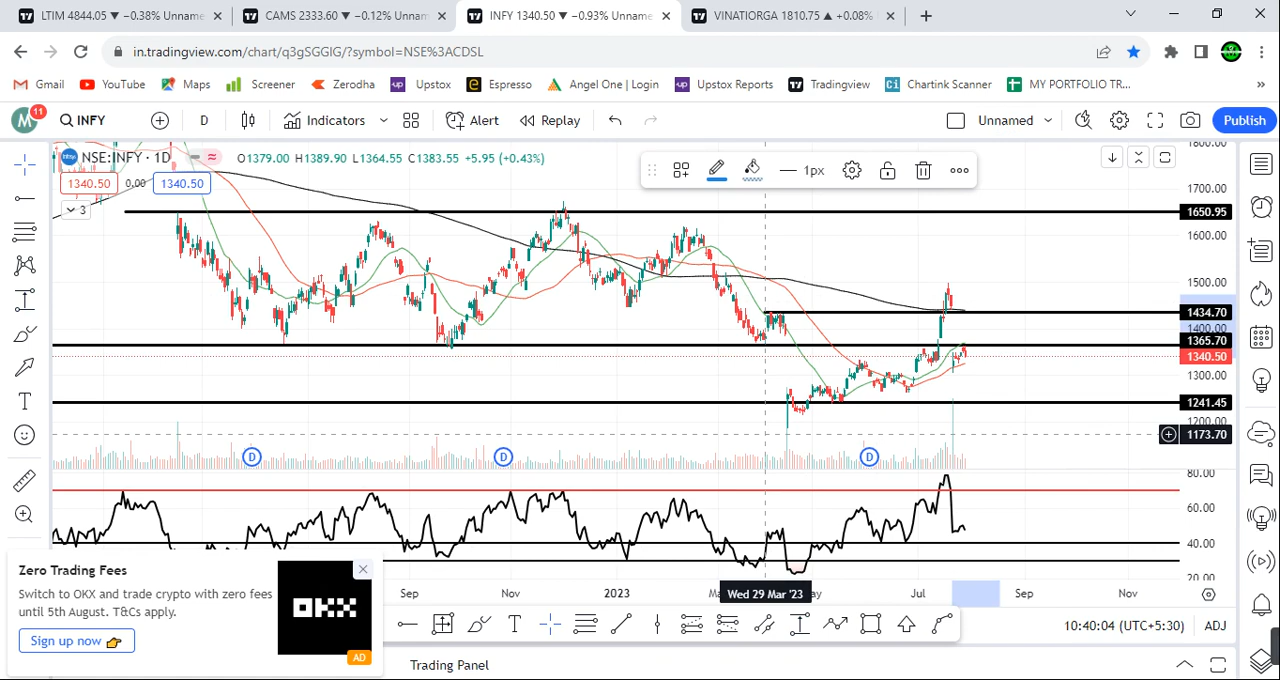 LTIM 4844.05 ▼ −0.38% Unname
CAMS 2333.60 ▼ −0.12% Unnam
INFY 1340.50 ▼ −0.93% Unname
VINATIORGA 1810.75 ▲ +0.08%
in.tradingview.com/chart/q3gSGGIG/?symbol=NSE%3ACDSL
Gmail YouTube Maps Screener Zerodha Upstox Espresso Angel One | Login Upstox Reports Tradingview Chartink Scanner MY PORTFOLIO TR...
M 11 INFY D Indicators Alert Replay Unnamed Publish
NSE:INFY · 1D O1379.00 H1389.90 L1364.55 C1383.55 +5.95 (+0.43%)
1340.50 0.00 1340.50
1px
3
1800.00
1700.00
1650.95
1600.00
1500.00
1434.70
1400.00
1365.70
1340.50
1300.00
1241.45
1200.00
1173.70
D D D
80.00
60.00
40.00
20.00
Sep Nov 2023 Wed 29 Mar '23 Jul Sep Nov
Zero Trading Fees
Switch to OKX and trade crypto with zero fees
until 5th August. T&Cs apply.
Sign up now
OKX
AD
10:40:04 (UTC+5:30) ADJ
Trading Panel